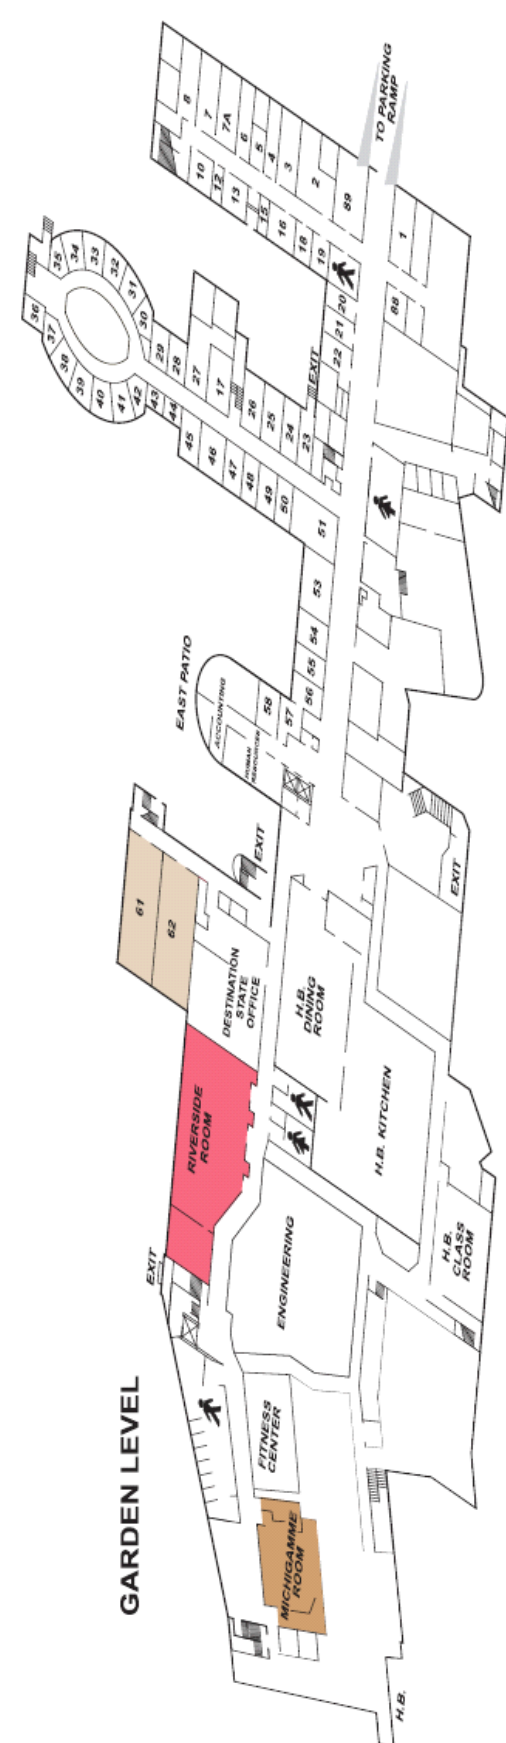 GARDEN LEVEL
TO PARKING
RAMP
8
7
7A
6
5
4
3
2
89
1
10
12
13
15
16
18
19
20
21
22
88
EXIT
35
34
33
32
31
30
29
28
27
17
26
25
24
23
36
37
38
39
40
41
42
43
44
45
46
47
48
49
50
51
53
54
55
56
57
58
EAST PATIO
ACCOUNTING
HUMAN
RESOURCES
EXIT
EXIT
61
62
DESTINATION
STATE
OFFICE
H.B.
DINING
ROOM
RIVERSIDE
ROOM
H.B. KITCHEN
H.B.
CLASS
ROOM
EXIT
ENGINEERING
FITNESS
CENTER
MICHIGAMME
ROOM
H.B.